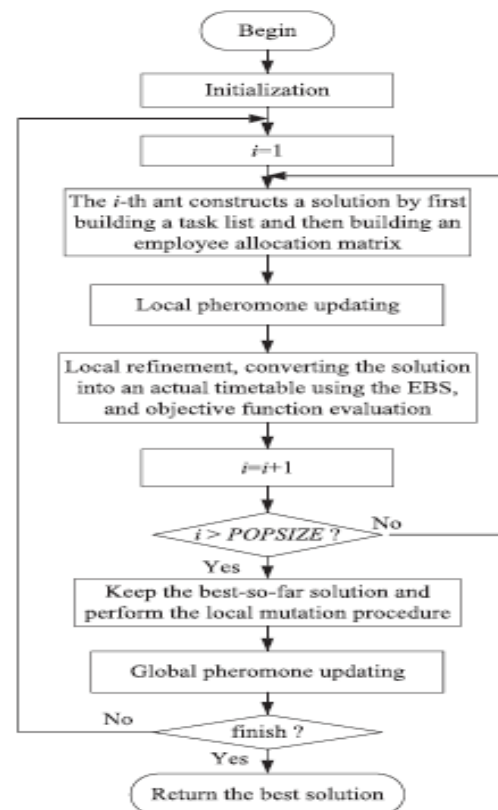 Begin
Initialization
i=1
The i-th ant constructs a solution by first
building a task list and then building an
employee allocation matrix
Local pheromone updating
Local refinement, converting the solution
into an actual timetable using the EBS,
and objective function evaluation
i=i+1
i > POPSIZE ?
No
Yes
Keep the best-so-far solution and
perform the local mutation procedure
Global pheromone updating
No
finish ?
Yes
Return the best solution